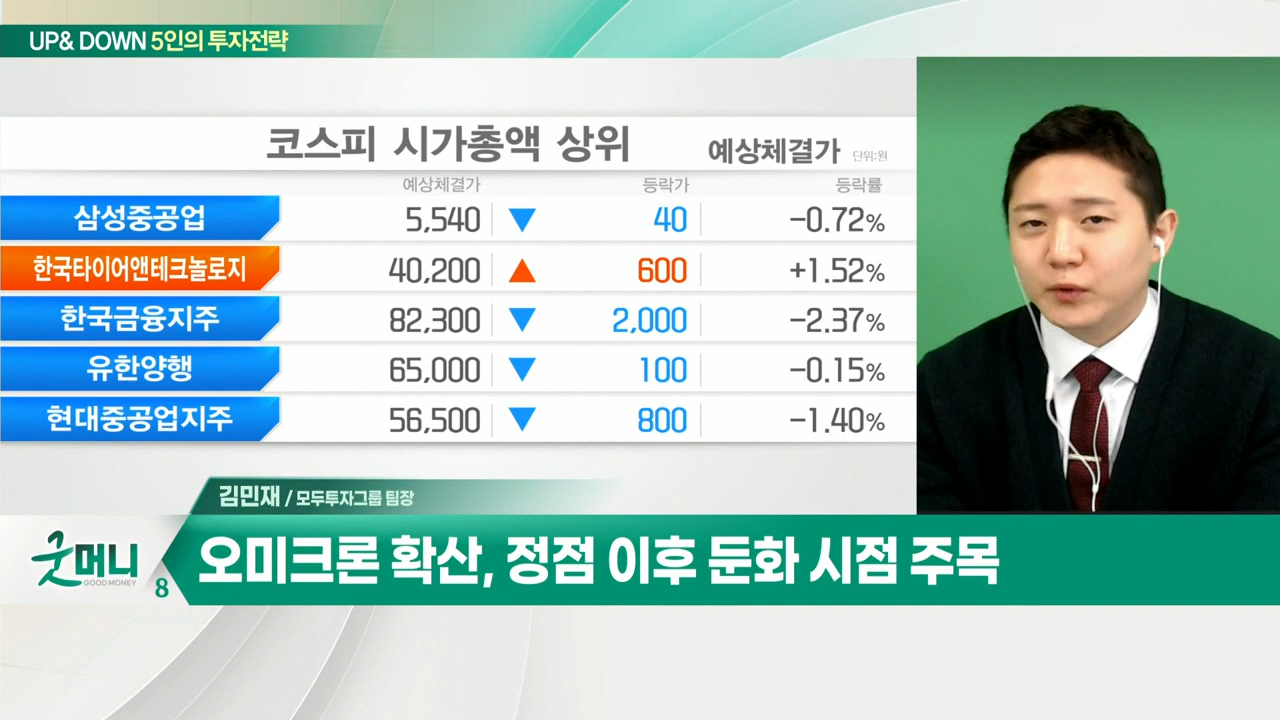 UP& DOWN 5인의 투자전략
코스피 시가총액 상위 예상체결가 단위:원
예상체결가 등락가 등락률
삼성중공업 5,540 ▼ 40 -0.72%
한국타이어앤테크놀로지 40,200 ▲ 600 +1.52%
한국금융지주 82,300 ▼ 2,000 -2.37%
유한양행 65,000 ▼ 100 -0.15%
현대중공업지주 56,500 ▼ 800 -1.40%
김민재 / 모두투자그룹 팀장
굿머니
GOOD MONEY
8
오미크론 확산, 정점 이후 둔화 시점 주목